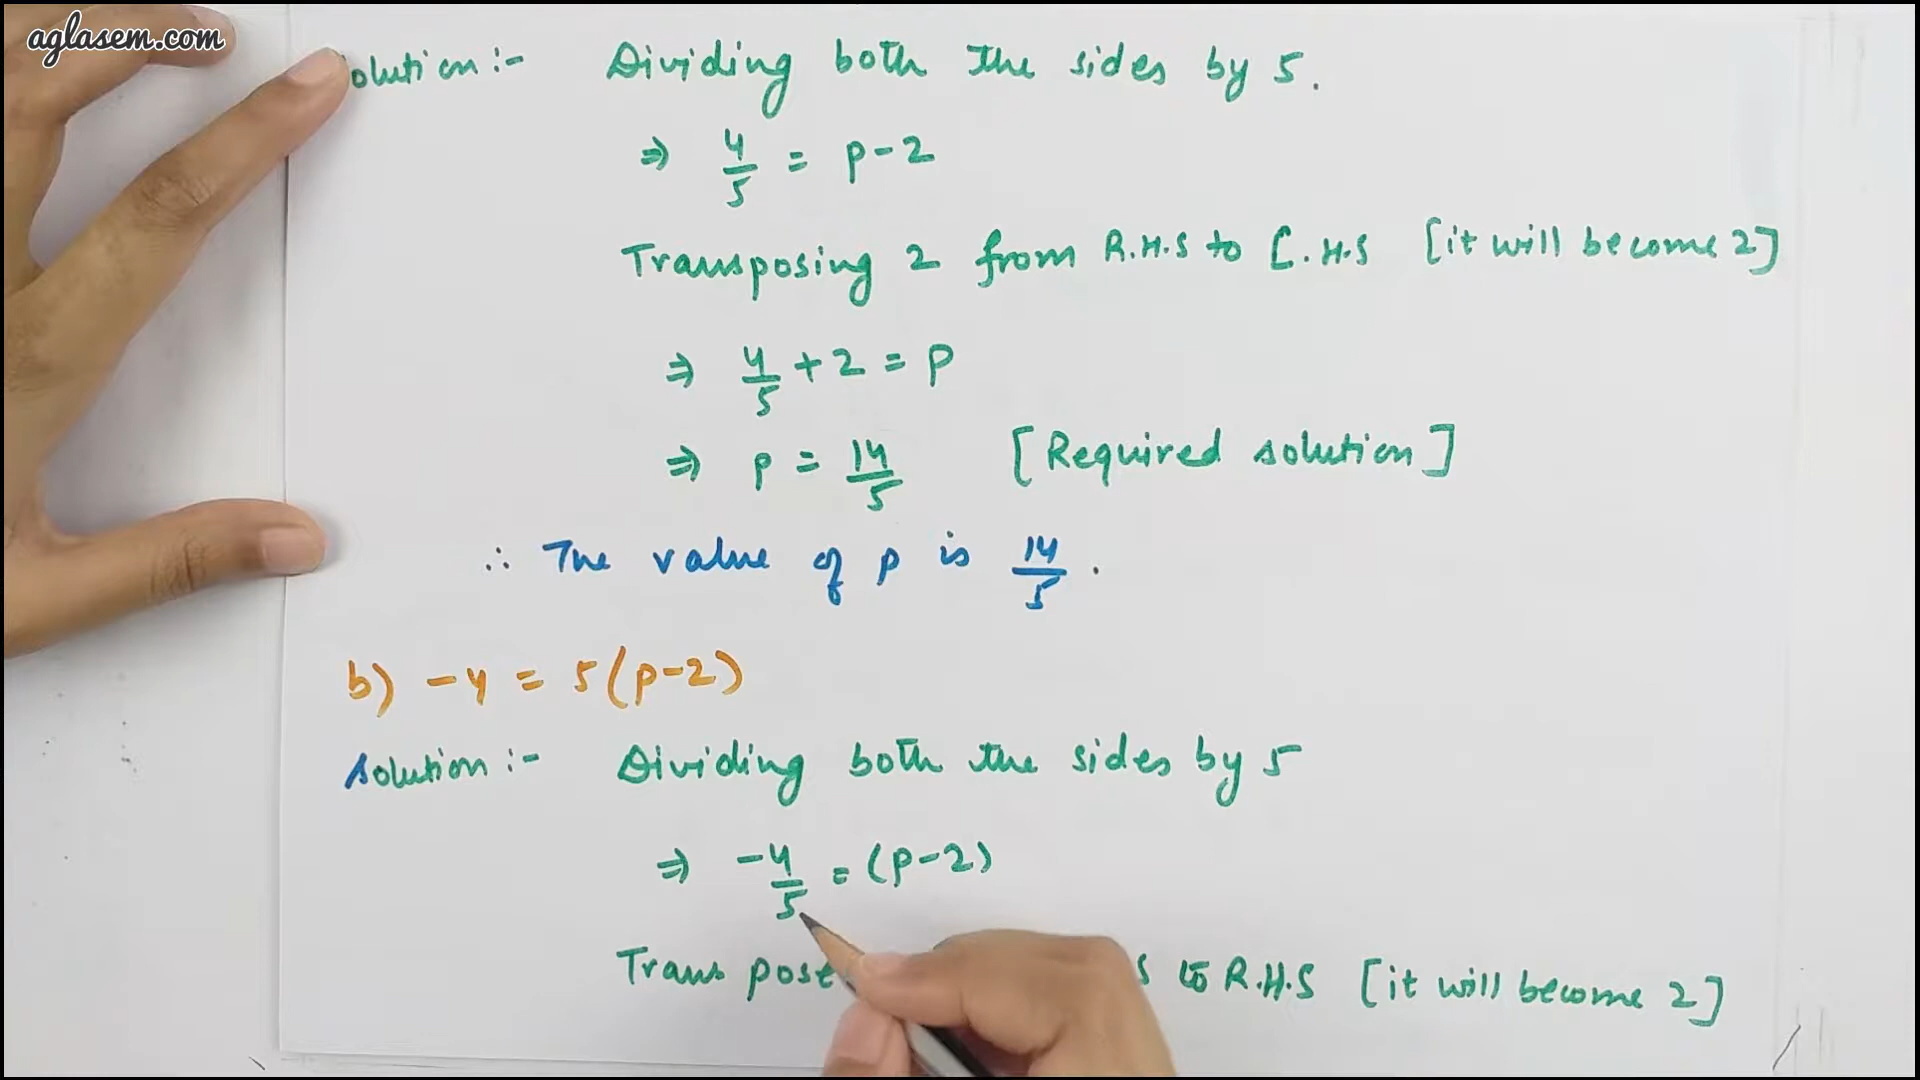 aglasem.com
olution :- Dividing both the sides by 5.
⇒ 4/5 = p-2
Transposing 2 from R.H.S to L.H.S [it will become 2]
⇒ 4/5 + 2 = p
⇒ p = 14/5 [Required solution]
∴ The value of p is 14/5.
b) -4 = 5(p-2)
Solution :- Dividing both the sides by 5
⇒ -4/5 = (p-2)
Transpose S to R.H.S [it will become 2]